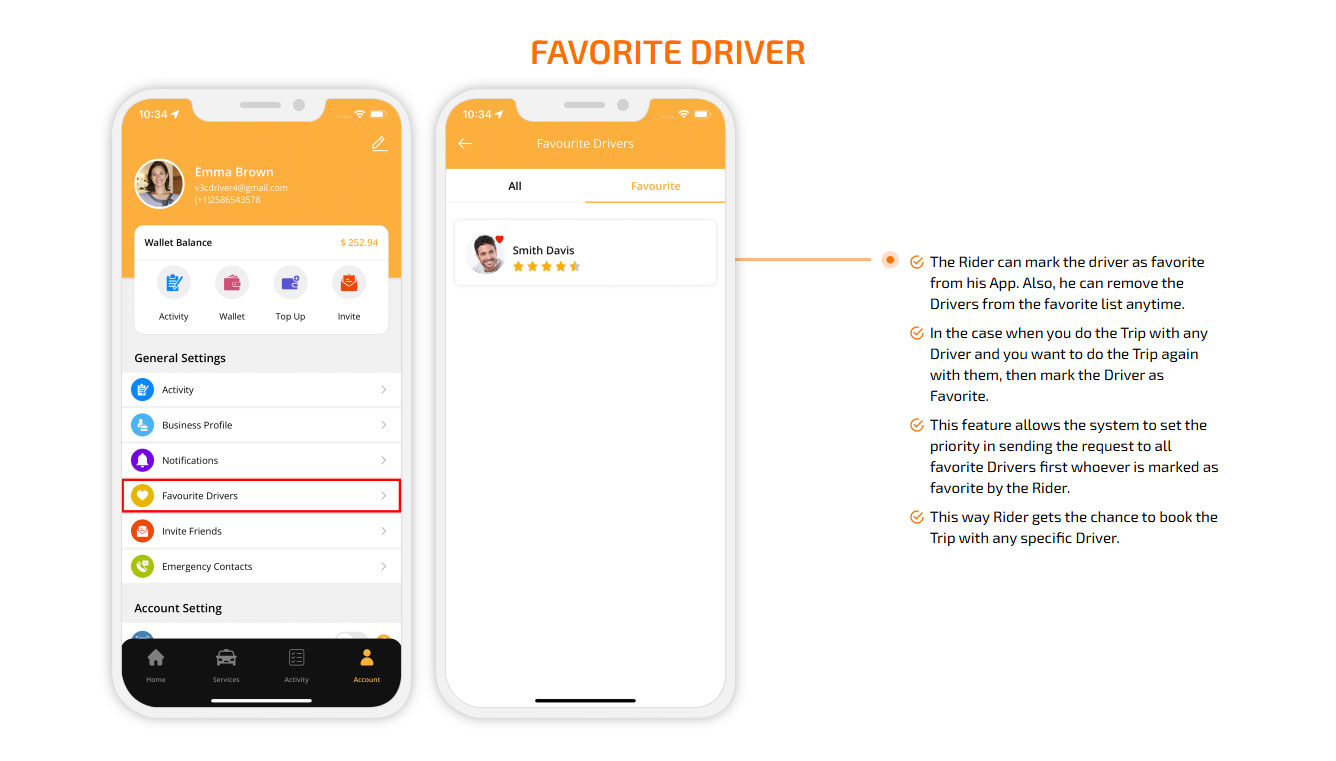 FAVORITE DRIVER
10:34
Emma Brown
v3cdriver4@gmail.com
(+1)2586543578
Wallet Balance
$ 252.94
Activity
Wallet
Top Up
Invite
General Settings
Activity
Business Profile
Notifications
Favourite Drivers
Invite Friends
Emergency Contacts
Account Setting
Home
Services
Activity
Account
10:34
Favourite Drivers
All
Favourite
Smith Davis
The Rider can mark the driver as favorite
from his App. Also, he can remove the
Drivers from the favorite list anytime.
In the case when you do the Trip with any
Driver and you want to do the Trip again
with them, then mark the Driver as
Favorite.
This feature allows the system to set the
priority in sending the request to all
favorite Drivers first whoever is marked as
favorite by the Rider.
This way Rider gets the chance to book the
Trip with any specific Driver.